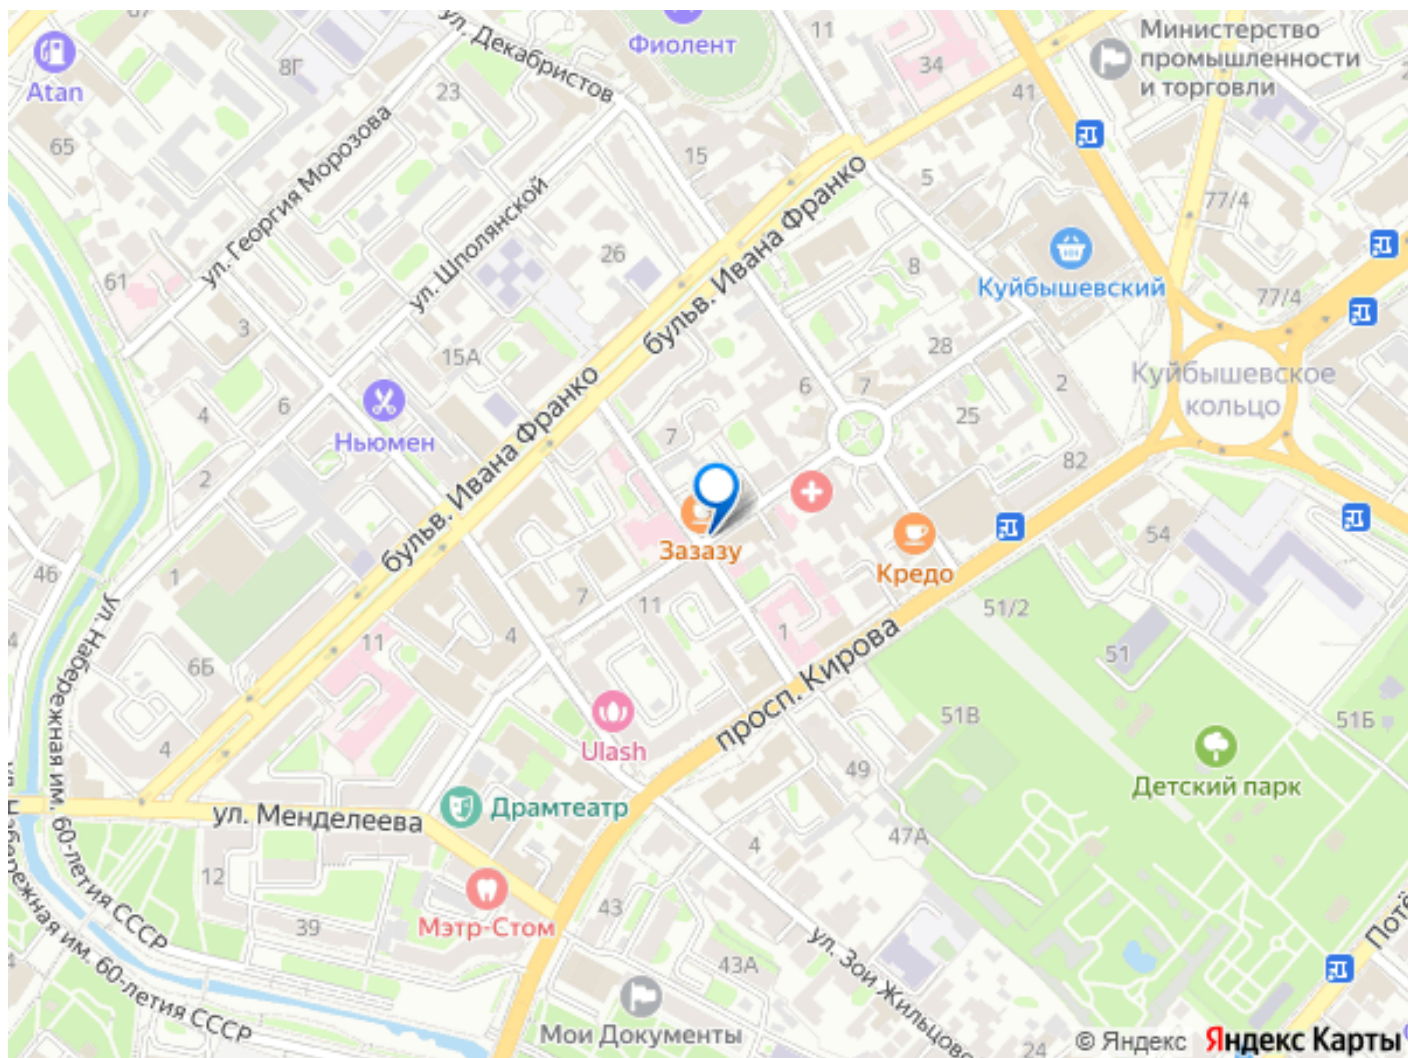 ул. Декабристов
Фиолент
11
Министерство
промышленности
и торговли
34
8Г
Atan
23
41
65
ул. Георгия Морозова
15
бульв. Ивана Франко
5
77/4
ул. Шполянской
26
61
8
Куйбышевский
77/4
3
15А
28
Куйбышевское
кольцо
6
7
2
4
6
25
Ньюмен
7
82
2
бульв. Ивана Франко
Зазазу
54
Кредо
46
1
7
11
51/2
ул. Набережная им. 60-летия СССР
4
11
1
просп. Кирова
51
6Б
51В
51Б
4
Ulash
49
Детский парк
ул. Менделеева
Драмтеатр
47А
4
12
Мэтр-Стом
43
39
ул. Зои Жильцово
43А
Набережная им. 60-летия СССР
Потё
Мои Документы
24
© Яндекс Яндекс Карты